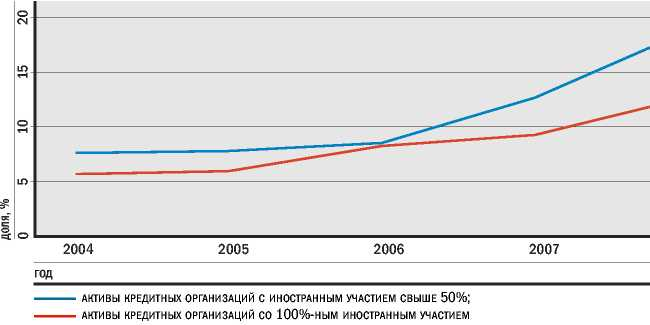 20
15
10
5
0
доля, %
2004 2005 2006 2007
год
АКТИВЫ КРЕДИТНЫХ ОРГАНИЗАЦИЙ С ИНОСТРАННЫМ УЧАСТИЕМ СВЫШЕ 50%;
АКТИВЫ КРЕДИТНЫХ ОРГАНИЗАЦИЙ СО 100%-НЫМ ИНОСТРАННЫМ УЧАСТИЕМ